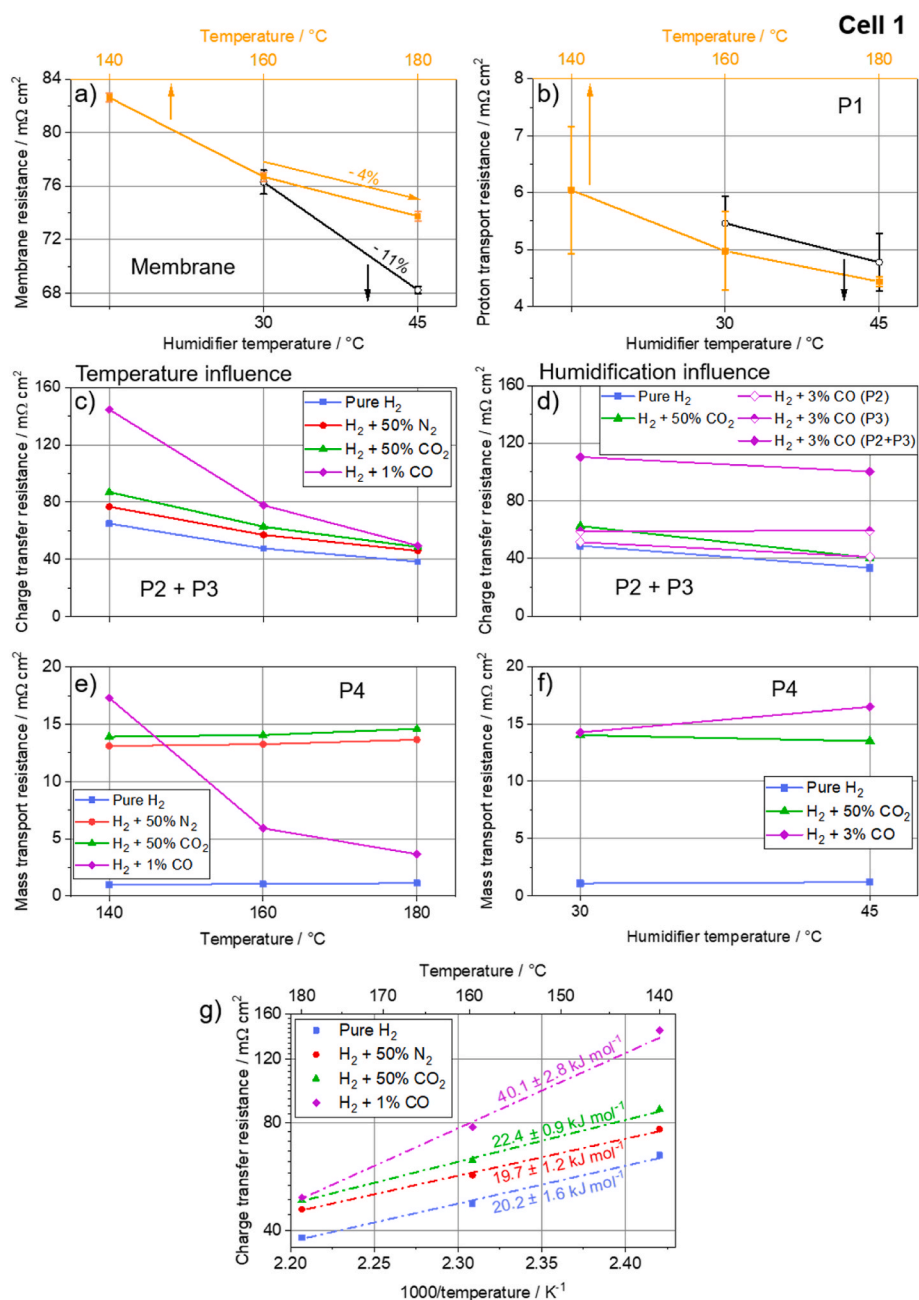 Cell 1
Temperature / °C
140 160 180
a)
Membrane resistance / mΩ cm²
84
80
76
72
68
- 4%
- 11%
Membrane
30 45
Humidifier temperature / °C
Temperature / °C
140 160 180
b)
P1
Proton transport resistance / mΩ cm²
8
7
6
5
4
30 45
Humidifier temperature / °C
Temperature influence
c)
Charge transfer resistance / mΩ cm²
160
120
80
40
0
Pure H₂
H₂ + 50% N₂
H₂ + 50% CO₂
H₂ + 1% CO
P2 + P3
Humidification influence
d)
Charge transfer resistance / mΩ cm²
160
120
80
40
0
Pure H₂
H₂ + 50% CO₂
H₂ + 3% CO (P2)
H₂ + 3% CO (P3)
H₂ + 3% CO (P2+P3)
P2 + P3
e)
P4
Mass transport resistance / mΩ cm²
20
15
10
5
0
Pure H₂
H₂ + 50% N₂
H₂ + 50% CO₂
H₂ + 1% CO
140 160 180
Temperature / °C
f)
P4
Mass transport resistance / mΩ cm²
20
15
10
5
0
Pure H₂
H₂ + 50% CO₂
H₂ + 3% CO
30 45
Humidifier temperature / °C
Temperature / °C
180 170 160 150 140
g)
Charge transfer resistance / mΩ cm²
160
120
80
40
Pure H₂
H₂ + 50% N₂
H₂ + 50% CO₂
H₂ + 1% CO
40.1 ± 2.8 kJ mol⁻¹
22.4 ± 0.9 kJ mol⁻¹
19.7 ± 1.2 kJ mol⁻¹
20.2 ± 1.6 kJ mol⁻¹
2.20 2.25 2.30 2.35 2.40
1000/temperature / K⁻¹